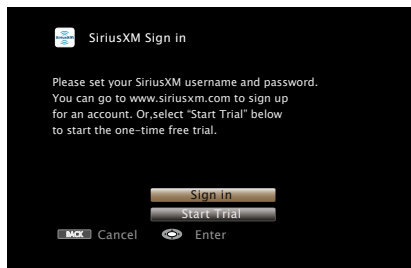 SiriusXM
SiriusXM Sign in
Please set your SiriusXM username and password.
You can go to www.siriusxm.com to sign up
for an account. Or,select “Start Trial” below
to start the one-time free trial.
Sign in
Start Trial
BACK Cancel Enter